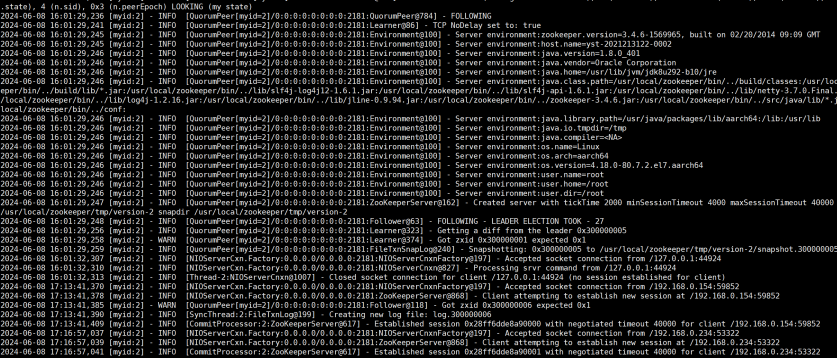 .state), 4 (n.sid), 0x3 (n.peerEpoch) LOOKING (my state)
2024-06-08 16:01:29,236 [myid:2] - INFO  [QuorumPeer[myid=2]/0:0:0:0:0:0:0:0:2181:QuorumPeer@784] - FOLLOWING
2024-06-08 16:01:29,241 [myid:2] - INFO  [QuorumPeer[myid=2]/0:0:0:0:0:0:0:0:2181:Learner@86] - TCP NoDelay set to: true
2024-06-08 16:01:29,245 [myid:2] - INFO  [QuorumPeer[myid=2]/0:0:0:0:0:0:0:0:2181:Environment@100] - Server environment:zookeeper.version=3.4.6-1569965, built on 02/20/2014 09:09 GMT
2024-06-08 16:01:29,245 [myid:2] - INFO  [QuorumPeer[myid=2]/0:0:0:0:0:0:0:0:2181:Environment@100] - Server environment:host.name=yst-2021213122-0002
2024-06-08 16:01:29,246 [myid:2] - INFO  [QuorumPeer[myid=2]/0:0:0:0:0:0:0:0:2181:Environment@100] - Server environment:java.version=1.8.0_401
2024-06-08 16:01:29,246 [myid:2] - INFO  [QuorumPeer[myid=2]/0:0:0:0:0:0:0:0:2181:Environment@100] - Server environment:java.vendor=Oracle Corporation
2024-06-08 16:01:29,246 [myid:2] - INFO  [QuorumPeer[myid=2]/0:0:0:0:0:0:0:0:2181:Environment@100] - Server environment:java.home=/usr/lib/jvm/jdk8u292-b10/jre
2024-06-08 16:01:29,246 [myid:2] - INFO  [QuorumPeer[myid=2]/0:0:0:0:0:0:0:0:2181:Environment@100] - Server environment:java.class.path=/usr/local/zookeeper/bin/../build/classes:/usr/loc
eper/bin/../build/lib/*.jar:/usr/local/zookeeper/bin/../lib/slf4j-log4j12-1.6.1.jar:/usr/local/zookeeper/bin/../lib/slf4j-api-1.6.1.jar:/usr/local/zookeeper/bin/../lib/netty-3.7.0.Final.
/local/zookeeper/bin/../lib/log4j-1.2.16.jar:/usr/local/zookeeper/bin/../lib/jline-0.9.94.jar:/usr/local/zookeeper/bin/../zookeeper-3.4.6.jar:/usr/local/zookeeper/bin/../src/java/lib/*.j
local/zookeeper/bin/../conf:
2024-06-08 16:01:29,246 [myid:2] - INFO  [QuorumPeer[myid=2]/0:0:0:0:0:0:0:0:2181:Environment@100] - Server environment:java.library.path=/usr/java/packages/lib/aarch64:/lib:/usr/lib
2024-06-08 16:01:29,246 [myid:2] - INFO  [QuorumPeer[myid=2]/0:0:0:0:0:0:0:0:2181:Environment@100] - Server environment:java.io.tmpdir=/tmp
2024-06-08 16:01:29,246 [myid:2] - INFO  [QuorumPeer[myid=2]/0:0:0:0:0:0:0:0:2181:Environment@100] - Server environment:java.compiler=<NA>
2024-06-08 16:01:29,246 [myid:2] - INFO  [QuorumPeer[myid=2]/0:0:0:0:0:0:0:0:2181:Environment@100] - Server environment:os.name=Linux
2024-06-08 16:01:29,246 [myid:2] - INFO  [QuorumPeer[myid=2]/0:0:0:0:0:0:0:0:2181:Environment@100] - Server environment:os.arch=aarch64
2024-06-08 16:01:29,246 [myid:2] - INFO  [QuorumPeer[myid=2]/0:0:0:0:0:0:0:0:2181:Environment@100] - Server environment:os.version=4.18.0-80.7.2.el7.aarch64
2024-06-08 16:01:29,246 [myid:2] - INFO  [QuorumPeer[myid=2]/0:0:0:0:0:0:0:0:2181:Environment@100] - Server environment:user.name=root
2024-06-08 16:01:29,246 [myid:2] - INFO  [QuorumPeer[myid=2]/0:0:0:0:0:0:0:0:2181:Environment@100] - Server environment:user.home=/root
2024-06-08 16:01:29,246 [myid:2] - INFO  [QuorumPeer[myid=2]/0:0:0:0:0:0:0:0:2181:Environment@100] - Server environment:user.dir=/root
2024-06-08 16:01:29,247 [myid:2] - INFO  [QuorumPeer[myid=2]/0:0:0:0:0:0:0:0:2181:ZooKeeperServer@162] - Created server with tickTime 2000 minSessionTimeout 4000 maxSessionTimeout 40000
/usr/local/zookeeper/tmp/version-2 snapdir /usr/local/zookeeper/tmp/version-2
2024-06-08 16:01:29,248 [myid:2] - INFO  [QuorumPeer[myid=2]/0:0:0:0:0:0:0:0:2181:Follower@63] - FOLLOWING - LEADER ELECTION TOOK - 27
2024-06-08 16:01:29,256 [myid:2] - INFO  [QuorumPeer[myid=2]/0:0:0:0:0:0:0:0:2181:Learner@323] - Getting a diff from the leader 0x300000005
2024-06-08 16:01:29,258 [myid:2] - WARN  [QuorumPeer[myid=2]/0:0:0:0:0:0:0:0:2181:Learner@374] - Got zxid 0x300000001 expected 0x1
2024-06-08 16:01:29,259 [myid:2] - INFO  [QuorumPeer[myid=2]/0:0:0:0:0:0:0:0:2181:FileTxnSnapLog@240] - Snapshotting: 0x300000005 to /usr/local/zookeeper/tmp/version-2/snapshot.300000005
2024-06-08 16:01:32,307 [myid:2] - INFO  [NIOServerCxn.Factory:0.0.0.0/0.0.0.0:2181:NIOServerCnxnFactory@197] - Accepted socket connection from /127.0.0.1:44924
2024-06-08 16:01:32,310 [myid:2] - INFO  [NIOServerCxn.Factory:0.0.0.0/0.0.0.0:2181:NIOServerCnxn@827] - Processing srvr command from /127.0.0.1:44924
2024-06-08 16:01:32,313 [myid:2] - INFO  [Thread-2:NIOServerCnxn@1007] - Closed socket connection for client /127.0.0.1:44924 (no session established for client)
2024-06-08 17:13:41,370 [myid:2] - INFO  [NIOServerCxn.Factory:0.0.0.0/0.0.0.0:2181:NIOServerCnxnFactory@197] - Accepted socket connection from /192.168.0.154:59852
2024-06-08 17:13:41,378 [myid:2] - INFO  [NIOServerCxn.Factory:0.0.0.0/0.0.0.0:2181:ZooKeeperServer@868] - Client attempting to establish new session at /192.168.0.154:59852
2024-06-08 17:13:41,385 [myid:2] - WARN  [QuorumPeer[myid=2]/0:0:0:0:0:0:0:0:2181:Follower@118] - Got zxid 0x300000006 expected 0x1
2024-06-08 17:13:41,390 [myid:2] - INFO  [SyncThread:2:FileTxnLog@199] - Creating new log file: log.300000006
2024-06-08 17:13:41,409 [myid:2] - INFO  [CommitProcessor:2:ZooKeeperServer@617] - Established session 0x28ff6dde8a90000 with negotiated timeout 40000 for client /192.168.0.154:59852
2024-06-08 17:16:57,037 [myid:2] - INFO  [NIOServerCxn.Factory:0.0.0.0/0.0.0.0:2181:NIOServerCnxnFactory@197] - Accepted socket connection from /192.168.0.234:53322
2024-06-08 17:16:57,039 [myid:2] - INFO  [NIOServerCxn.Factory:0.0.0.0/0.0.0.0:2181:ZooKeeperServer@868] - Client attempting to establish new session at /192.168.0.234:53322
2024-06-08 17:16:57,041 [myid:2] - INFO  [CommitProcessor:2:ZooKeeperServer@617] - Established session 0x28ff6dde8a90001 with negotiated timeout 40000 for client /192.168.0.234:53322